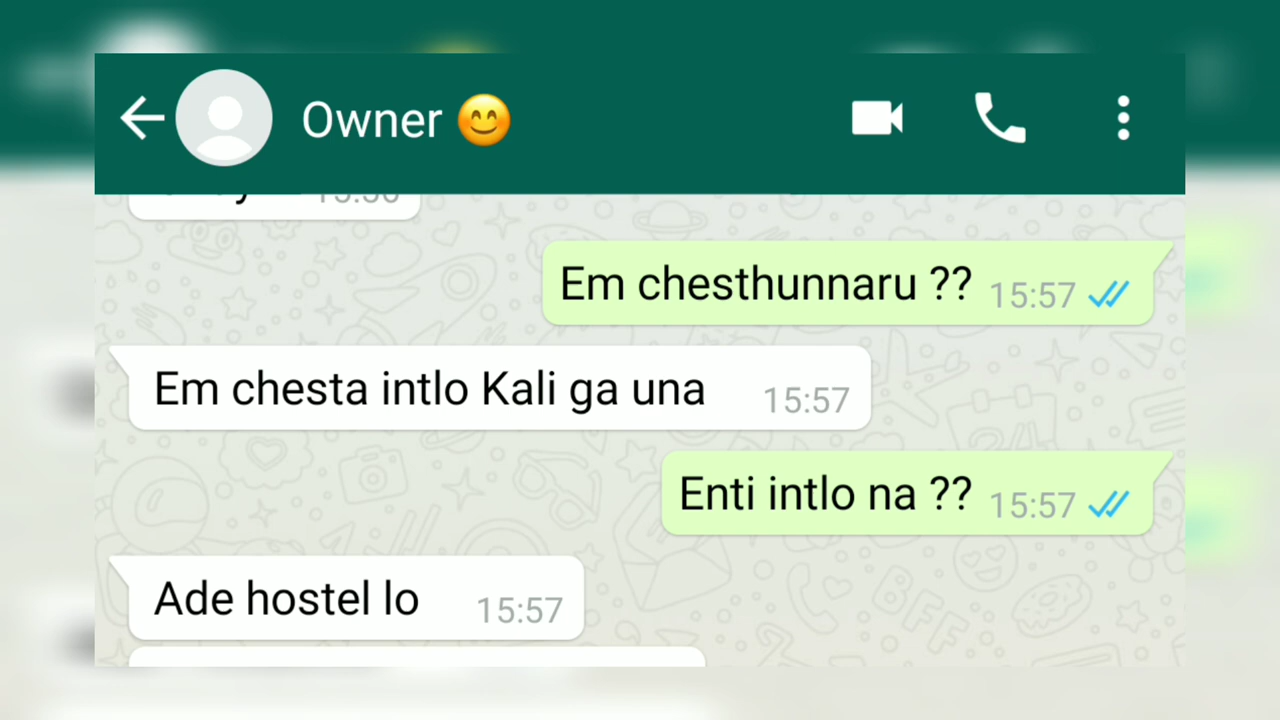 Owner 😊
Em chesthunnaru ?? 15:57
Em chesta intlo Kali ga una 15:57
Enti intlo na ?? 15:57
Ade hostel lo 15:57